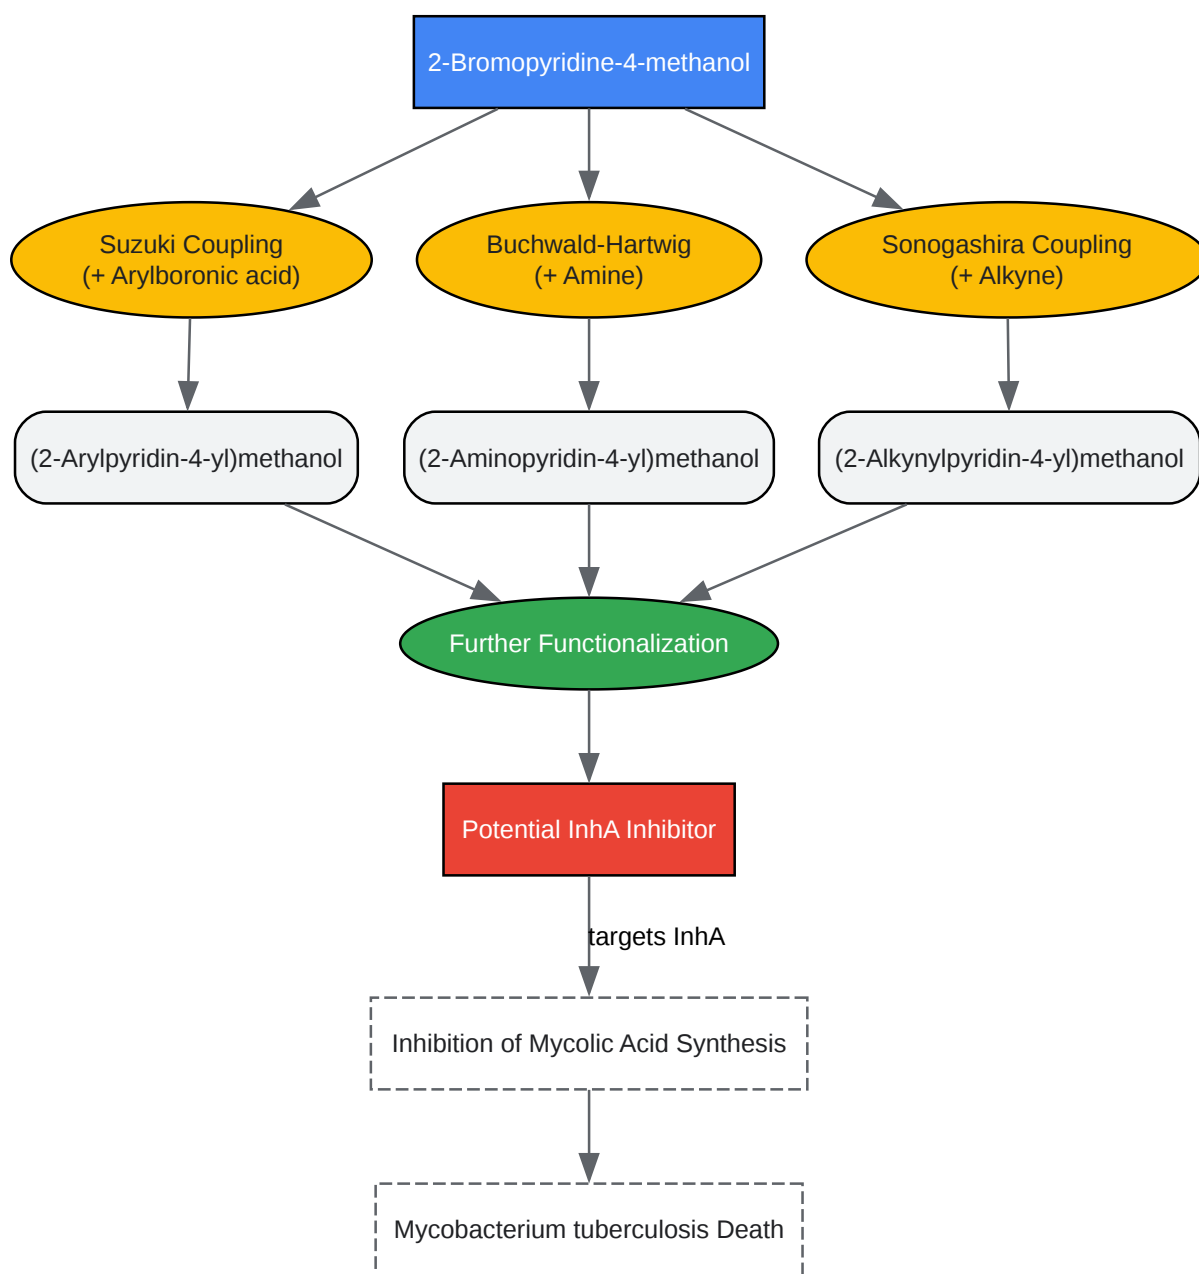 2-Bromopyridine-4-methanol
Suzuki Coupling
(+ Arylboronic acid)
Buchwald-Hartwig
(+ Amine)
Sonogashira Coupling
(+ Alkyne)
(2-Arylpyridin-4-yl)methanol
(2-Aminopyridin-4-yl)methanol
(2-Alkynylpyridin-4-yl)methanol
Further Functionalization
Potential InhA Inhibitor
targets InhA
Inhibition of Mycolic Acid Synthesis
Mycobacterium tuberculosis Death